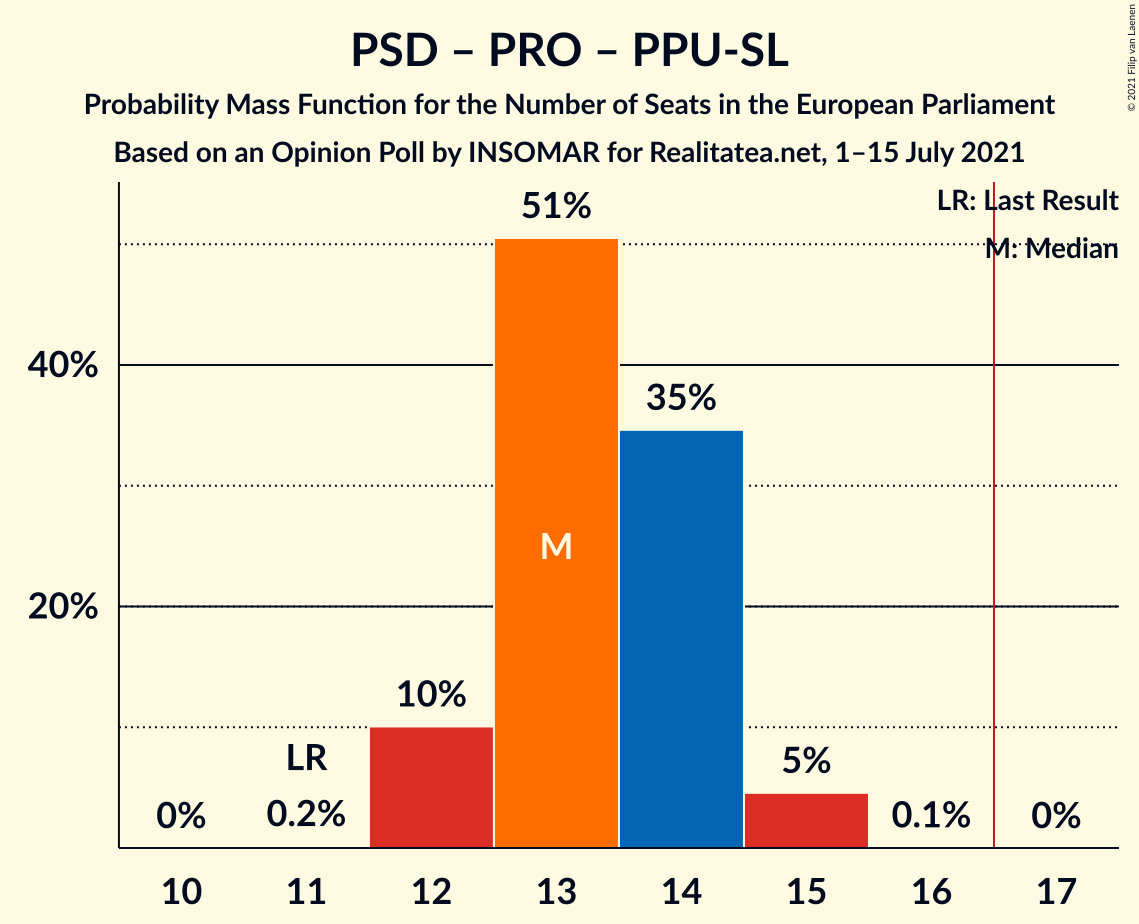 PSD – PRO – PPU-SL
Probability Mass Function for the Number of Seats in the European Parliament
Based on an Opinion Poll by INSOMAR for Realitatea.net, 1–15 July 2021
© 2021 Filip van Laenen
LR: Last Result
M: Median
51%
40%
35%
M
20%
10%
LR
5%
0%
0.2%
0.1%
0%
10 11 12 13 14 15 16 17